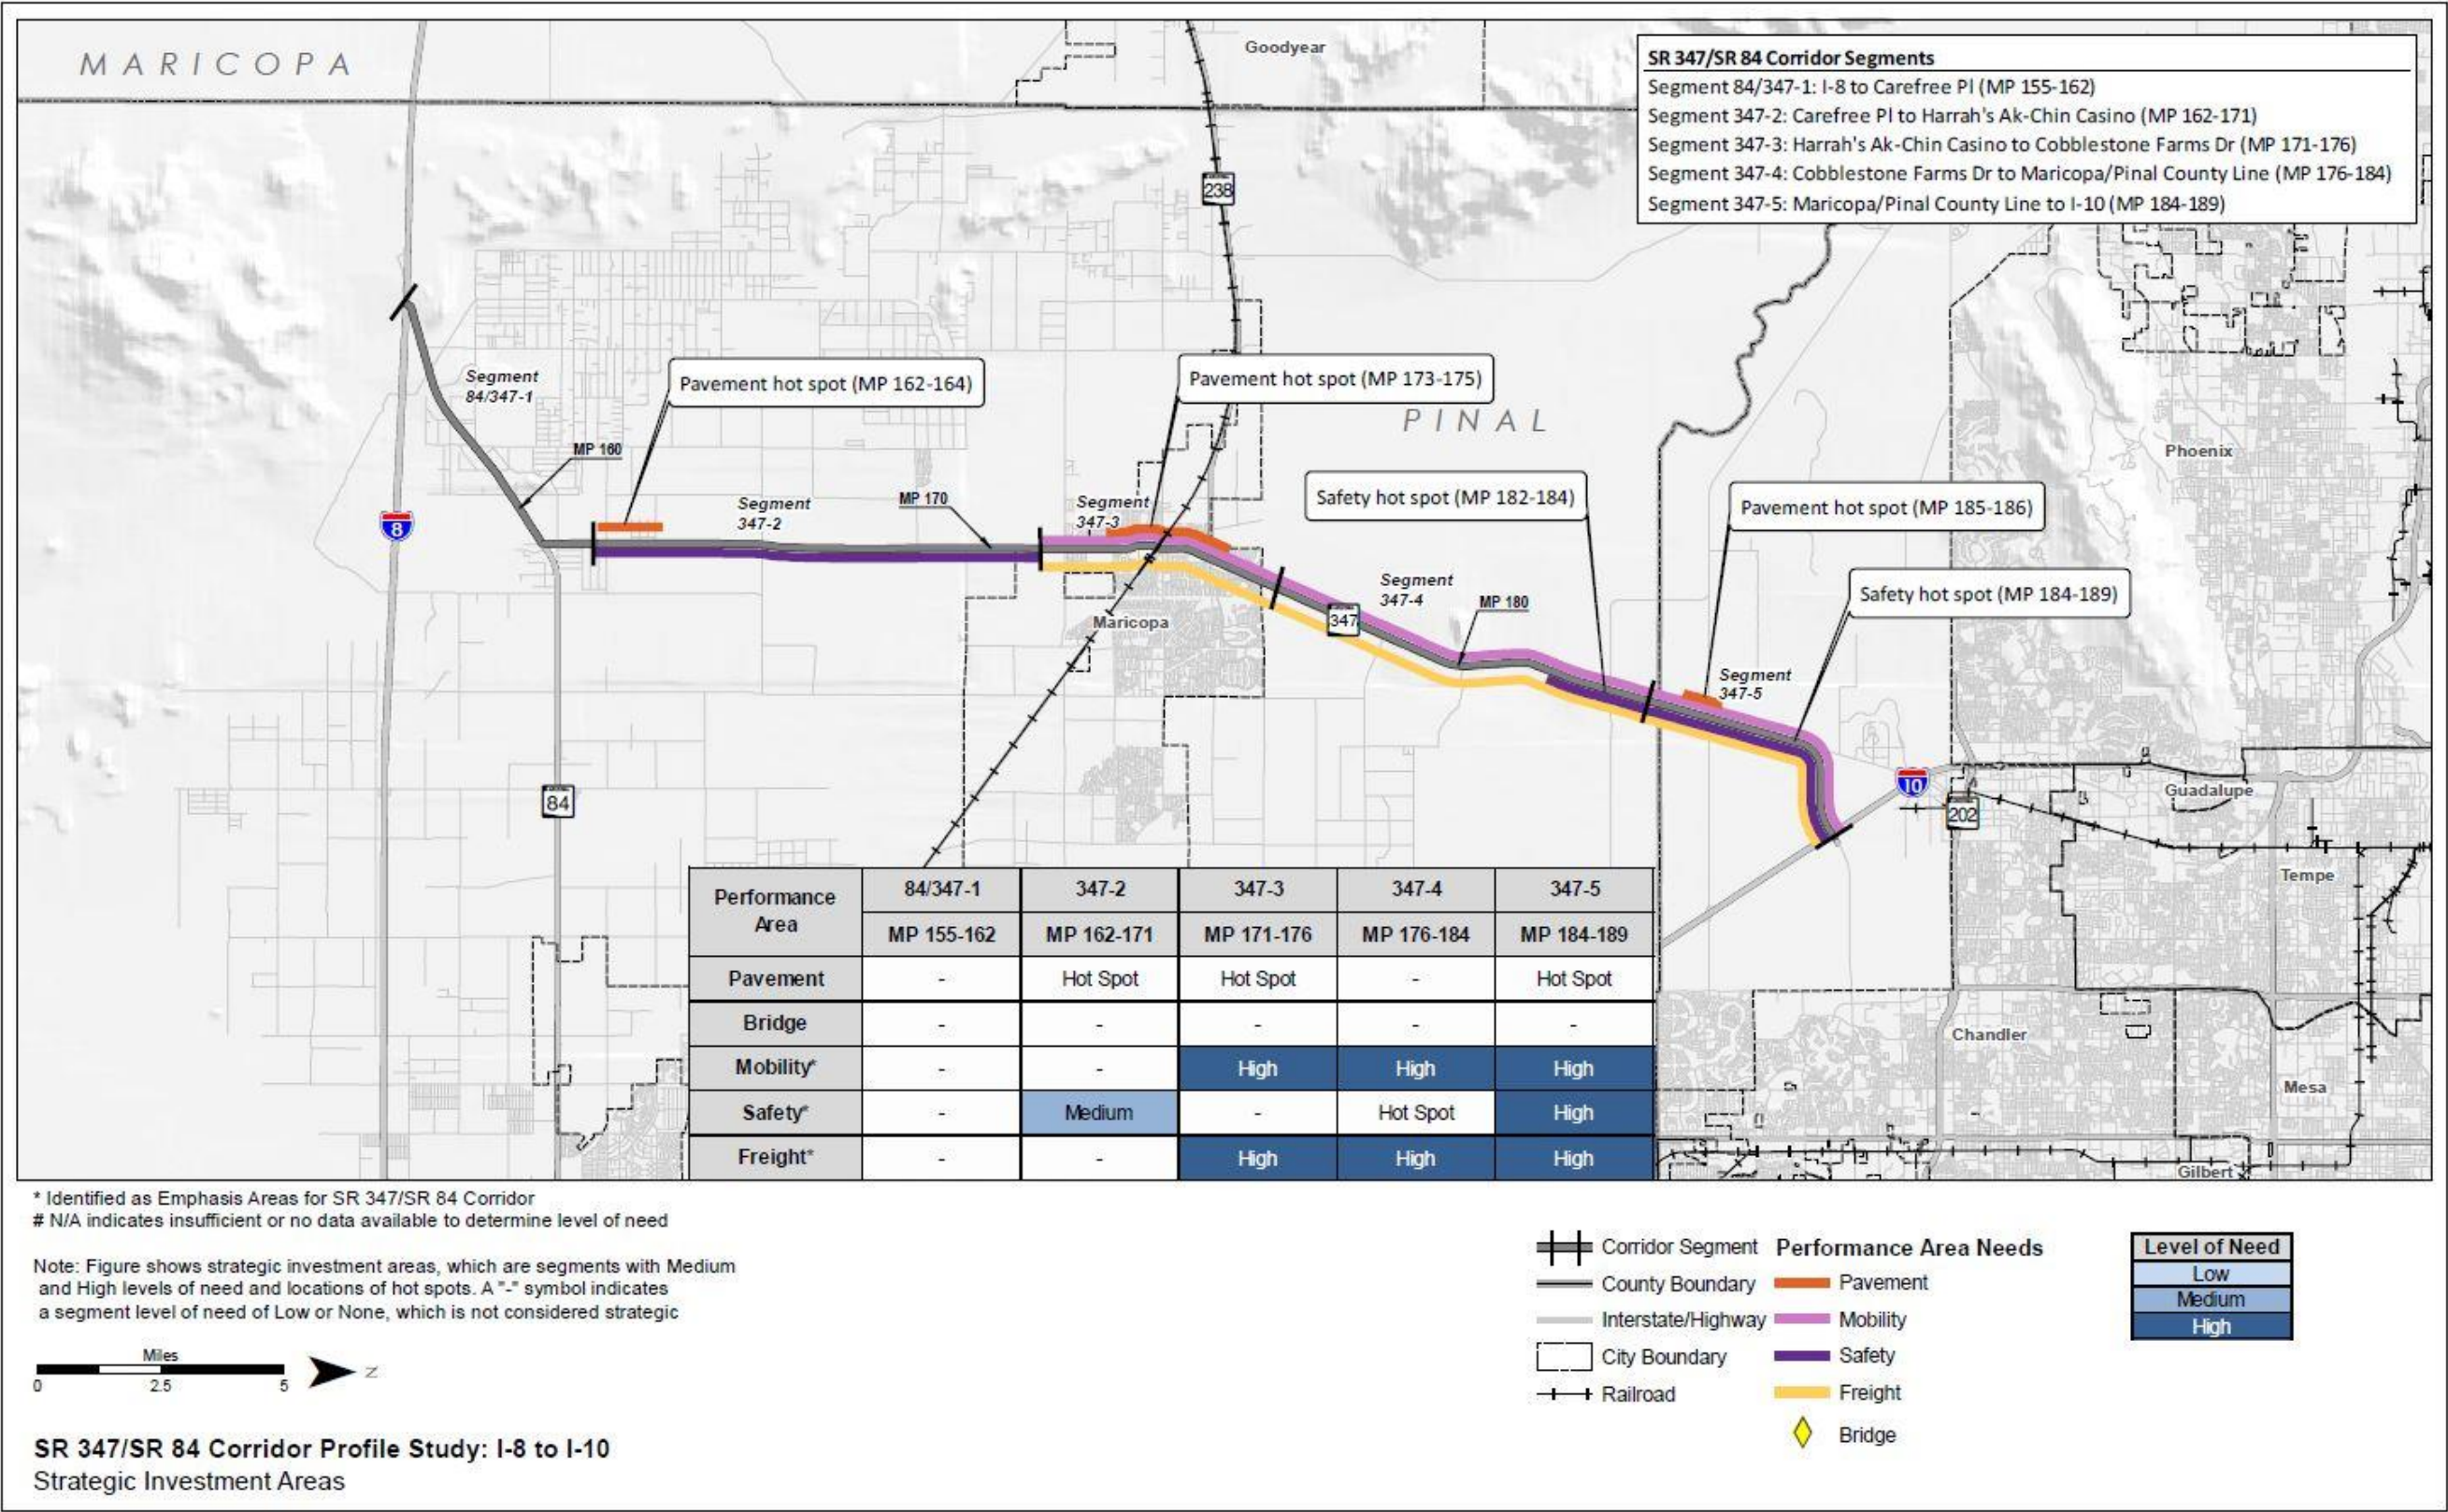 MARICOPA
Goodyear
SR 347/SR 84 Corridor Segments
Segment 84/347-1: I-8 to Carefree Pl (MP 155-162)
Segment 347-2: Carefree Pl to Harrah's Ak-Chin Casino (MP 162-171)
Segment 347-3: Harrah's Ak-Chin Casino to Cobblestone Farms Dr (MP 171-176)
Segment 347-4: Cobblestone Farms Dr to Maricopa/Pinal County Line (MP 176-184)
Segment 347-5: Maricopa/Pinal County Line to I-10 (MP 184-189)
238
Segment
84/347-1
Pavement hot spot (MP 162-164)
Pavement hot spot (MP 173-175)
PINAL
MP 160
Phoenix
Segment
347-2
MP 170
Segment
347-3
Safety hot spot (MP 182-184)
Pavement hot spot (MP 185-186)
8
Segment
347-4
MP 180
Safety hot spot (MP 184-189)
347
Maricopa
Segment
347-5
84
10
202
Guadalupe
Tempe
Chandler
Mesa
Gilbert
Performance Area 84/347-1 347-2 347-3 347-4 347-5
MP 155-162 MP 162-171 MP 171-176 MP 176-184 MP 184-189
Pavement - Hot Spot Hot Spot - Hot Spot
Bridge - - - - -
Mobility* - - High High High
Safety* - Medium - Hot Spot High
Freight* - - High High High
* Identified as Emphasis Areas for SR 347/SR 84 Corridor
# N/A indicates insufficient or no data available to determine level of need
Note: Figure shows strategic investment areas, which are segments with Medium
and High levels of need and locations of hot spots. A "-" symbol indicates
a segment level of need of Low or None, which is not considered strategic
Miles
0 2.5 5
N
SR 347/SR 84 Corridor Profile Study: I-8 to I-10
Strategic Investment Areas
Corridor Segment
County Boundary
Interstate/Highway
City Boundary
Railroad
Performance Area Needs
Pavement
Mobility
Safety
Freight
Bridge
Level of Need
Low
Medium
High